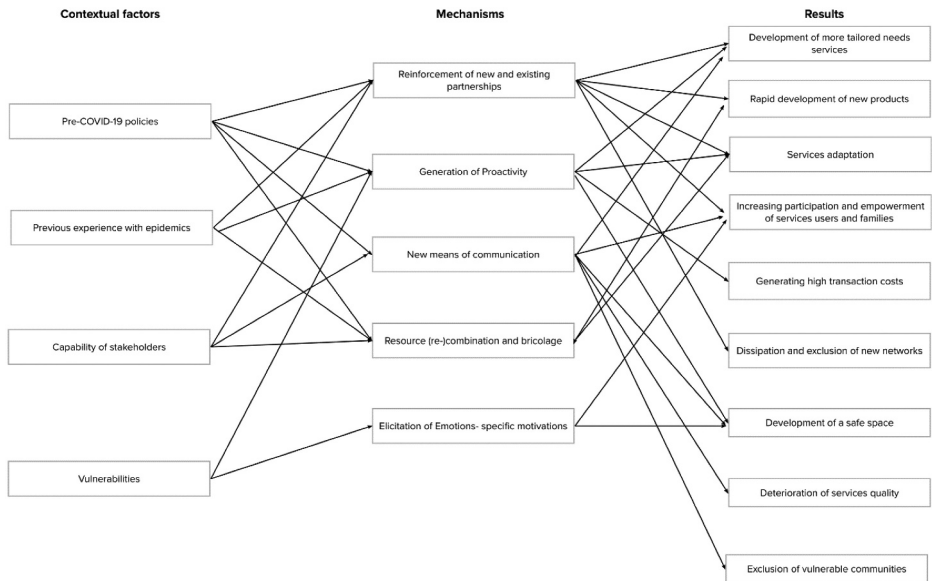 Contextual factors
Mechanisms
Results
Pre-COVID-19 policies
Previous experience with epidemics
Capability of stakeholders
Vulnerabilities
Reinforcement of new and existing
partnerships
Generation of Proactivity
New means of communication
Resource (re-)combination and bricolage
Elicitation of Emotions- specific motivations
Development of more tailored needs
services
Rapid development of new products
Services adaptation
Increasing participation and empowerment
of services users and families
Generating high transaction costs
Dissipation and exclusion of new networks
Development of a safe space
Deterioration of services quality
Exclusion of vulnerable communities